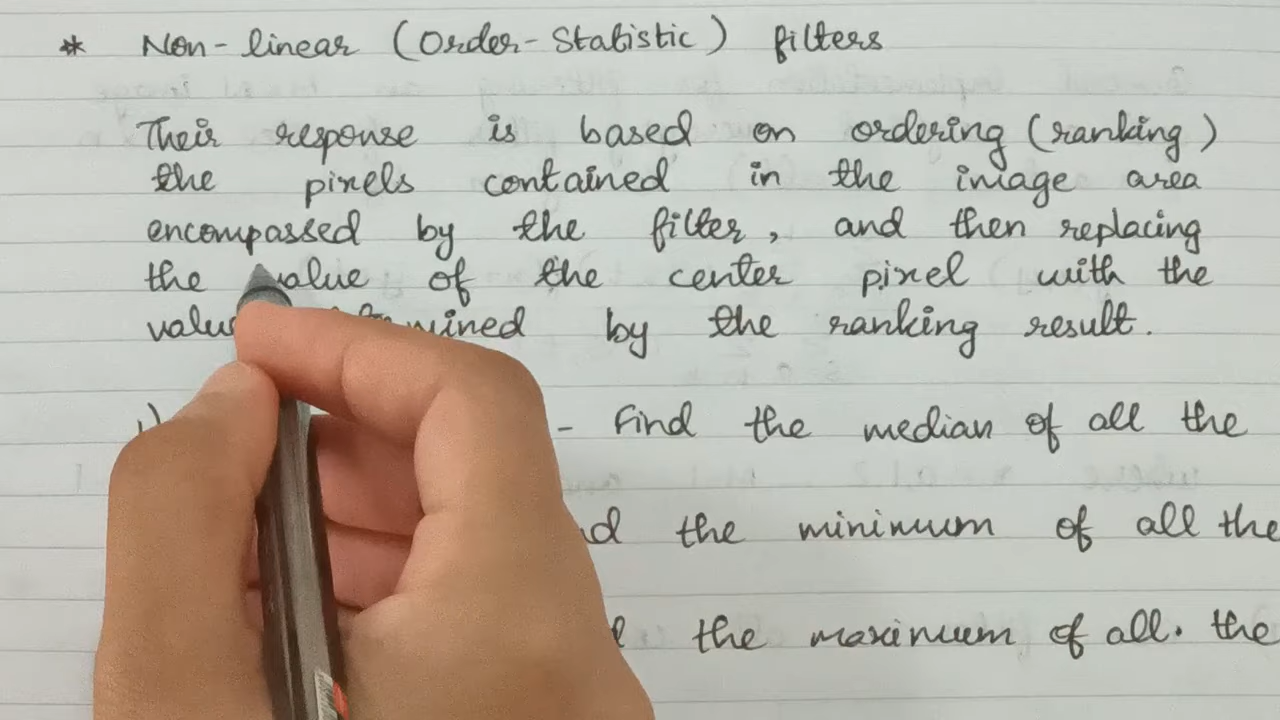 * Non-linear (Order-Statistic) filters
Their response is based on ordering (ranking)
the pixels contained in the image area
encompassed by the filter, and then replacing
the value of the center pixel with the
by the ranking result.
1) - Find the median of all the
the minimum of all the
the maximum of all. the